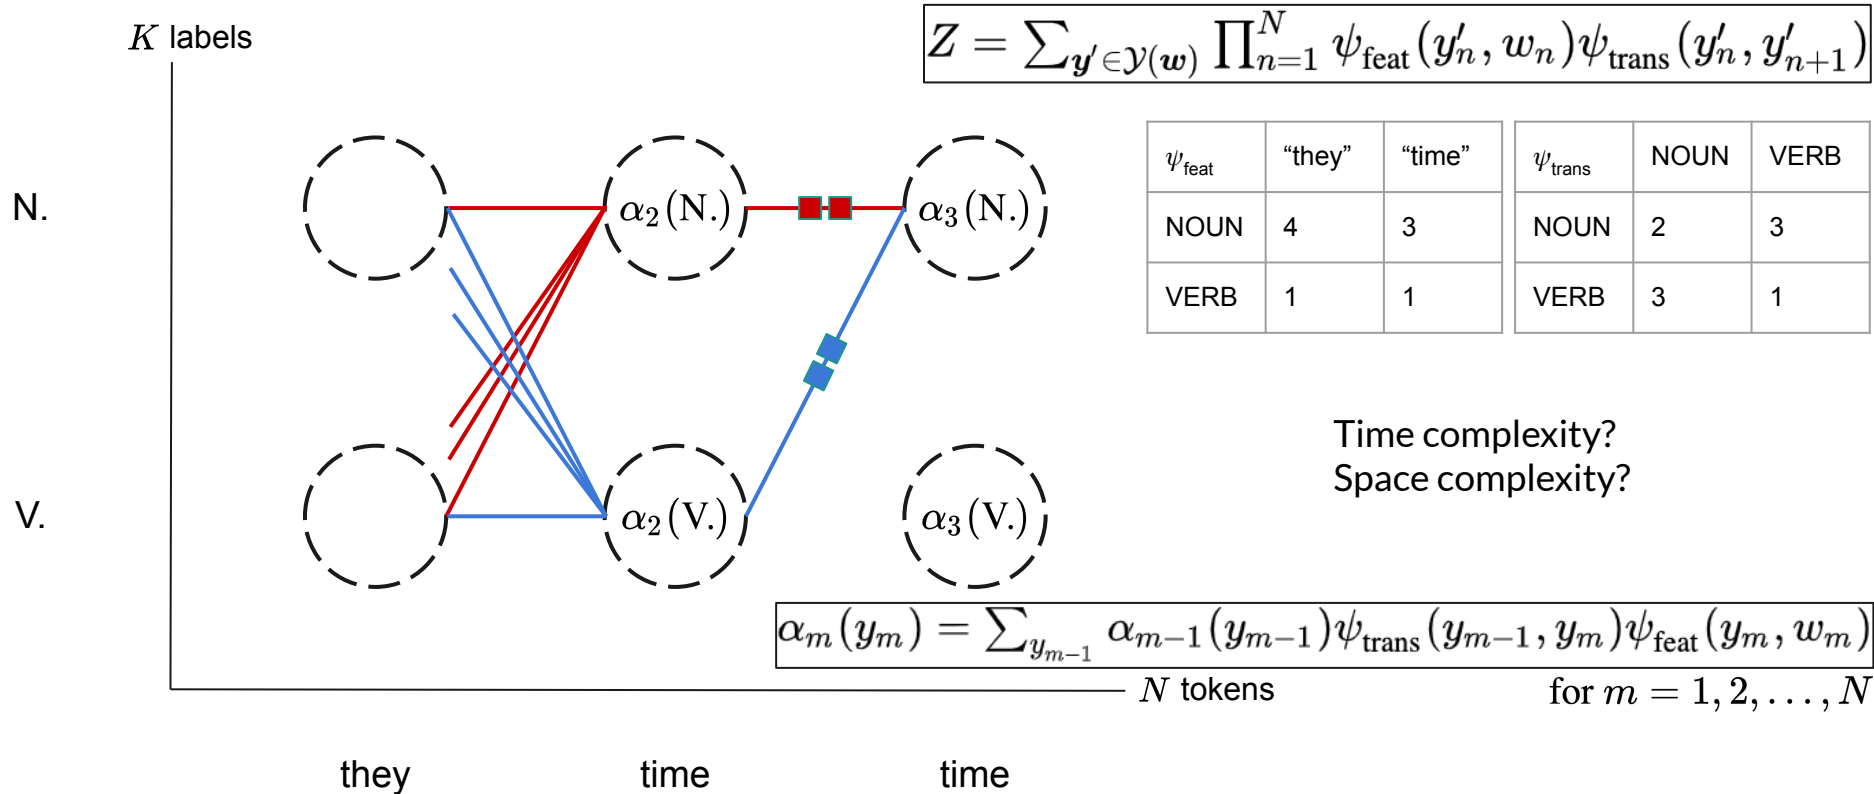 K labels
Z = ∑_{y′∈𝒴(w)} ∏_{n=1}^{N} ψ_feat(y′_n, w_n)ψ_trans(y′_n, y′_{n+1})
ψ_feat “they” “time”
NOUN 4 3
VERB 1 1
ψ_trans NOUN VERB
NOUN 2 3
VERB 3 1
N. α₂(N.) α₃(N.)
Time complexity?
Space complexity?
V. α₂(V.) α₃(V.)
α_m(y_m) = ∑_{y_{m−1}} α_{m−1}(y_{m−1})ψ_trans(y_{m−1}, y_m)ψ_feat(y_m, w_m)
N tokens
for m = 1, 2, . . . , N
they time time